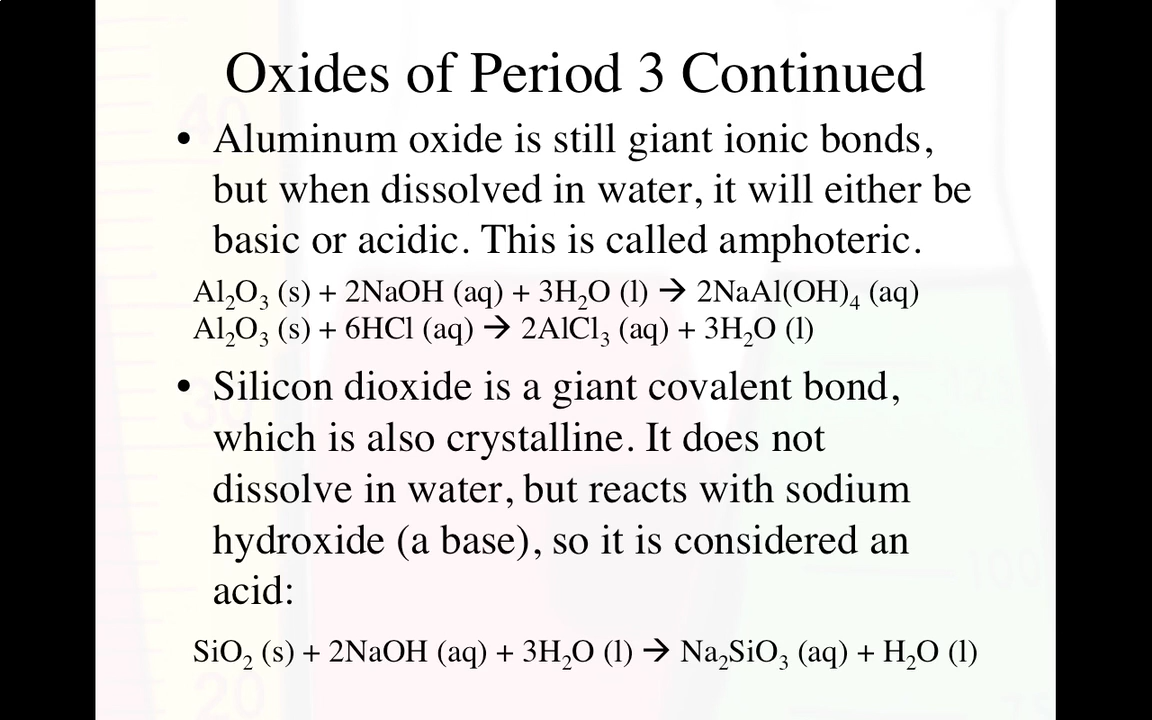 Oxides of Period 3 Continued
• Aluminum oxide is still giant ionic bonds,
but when dissolved in water, it will either be
basic or acidic. This is called amphoteric.
Al₂O₃ (s) + 2NaOH (aq) + 3H₂O (l) → 2NaAl(OH)₄ (aq)
Al₂O₃ (s) + 6HCl (aq) → 2AlCl₃ (aq) + 3H₂O (l)
• Silicon dioxide is a giant covalent bond,
which is also crystalline. It does not
dissolve in water, but reacts with sodium
hydroxide (a base), so it is considered an
acid:
SiO₂ (s) + 2NaOH (aq) + 3H₂O (l) → Na₂SiO₃ (aq) + H₂O (l)